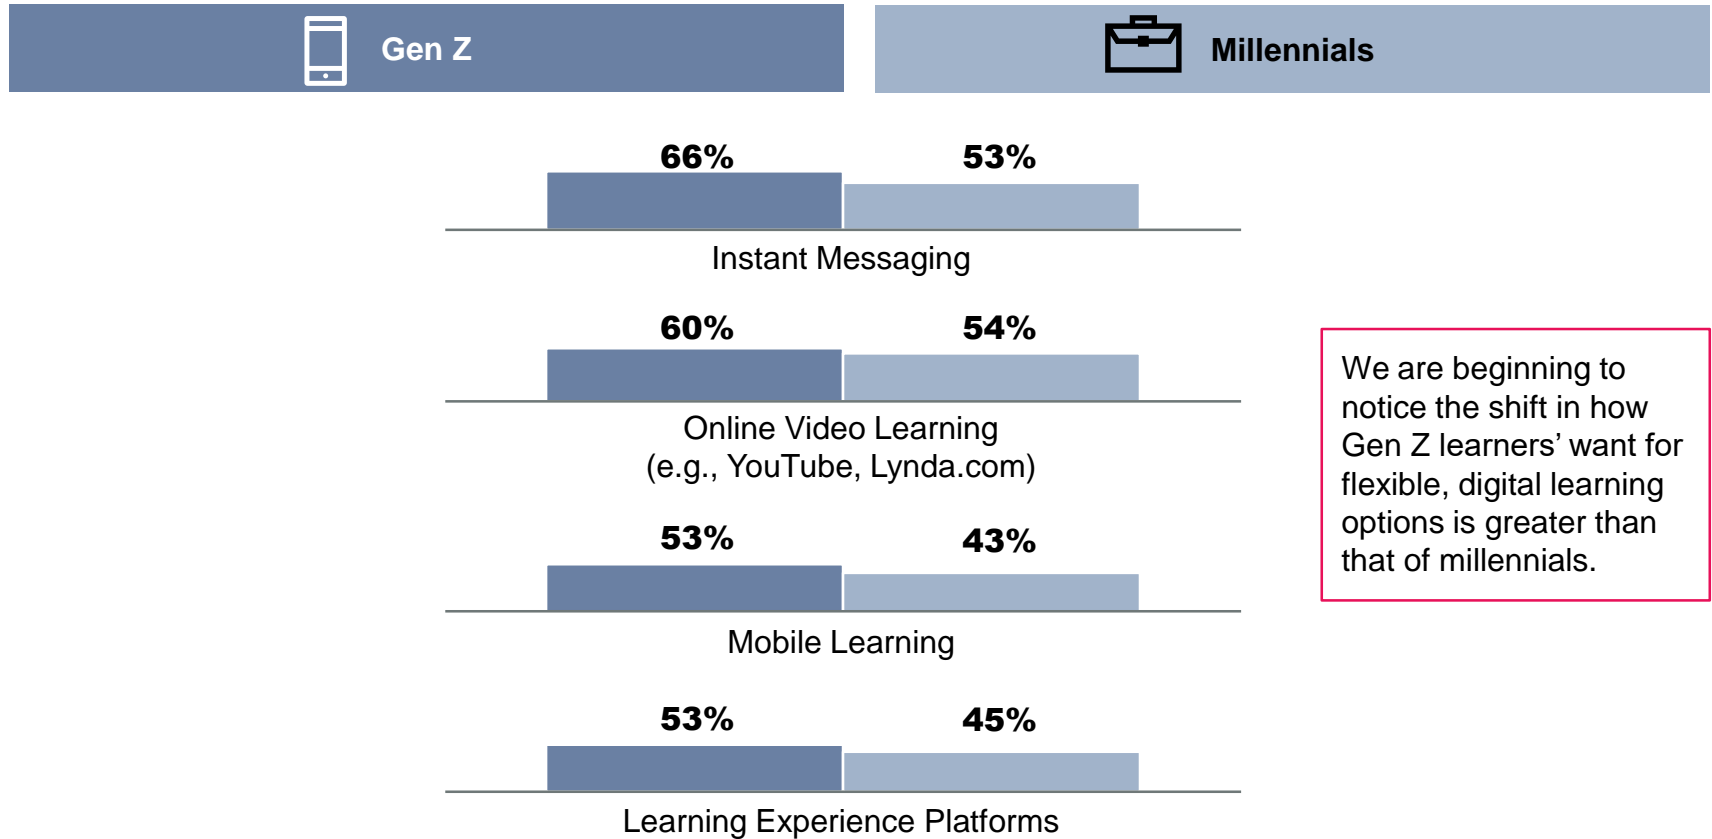 Gen Z
Millennials
66%
53%
Instant Messaging
60%
54%
Online Video Learning
(e.g., YouTube, Lynda.com)
53%
43%
Mobile Learning
53%
45%
Learning Experience Platforms
We are beginning to
notice the shift in how
Gen Z learners’ want for
flexible, digital learning
options is greater than
that of millennials.